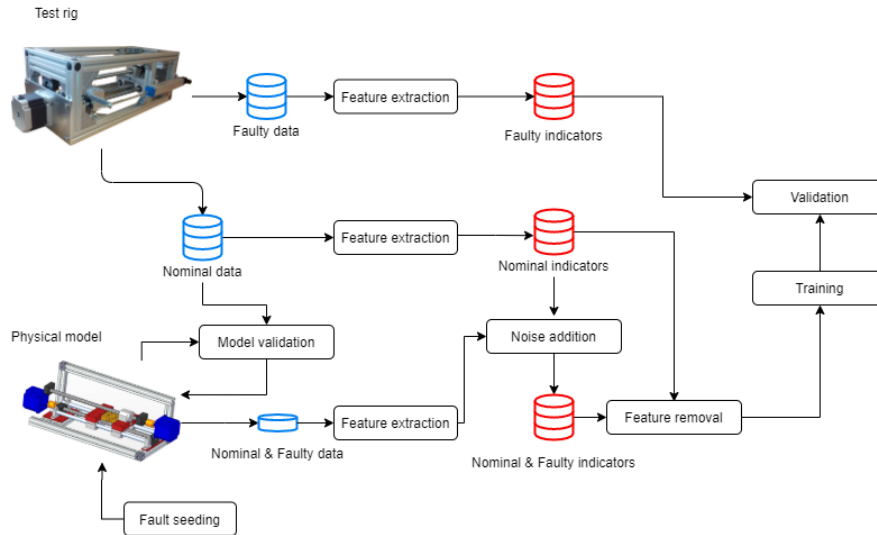 Test rig
Feature extraction
Faulty data
Faulty indicators
Validation
Feature extraction
Nominal data
Nominal indicators
Training
Physical model
Model validation
Noise addition
Feature extraction
Feature removal
Nominal & Faulty data
Nominal & Faulty indicators
Fault seeding